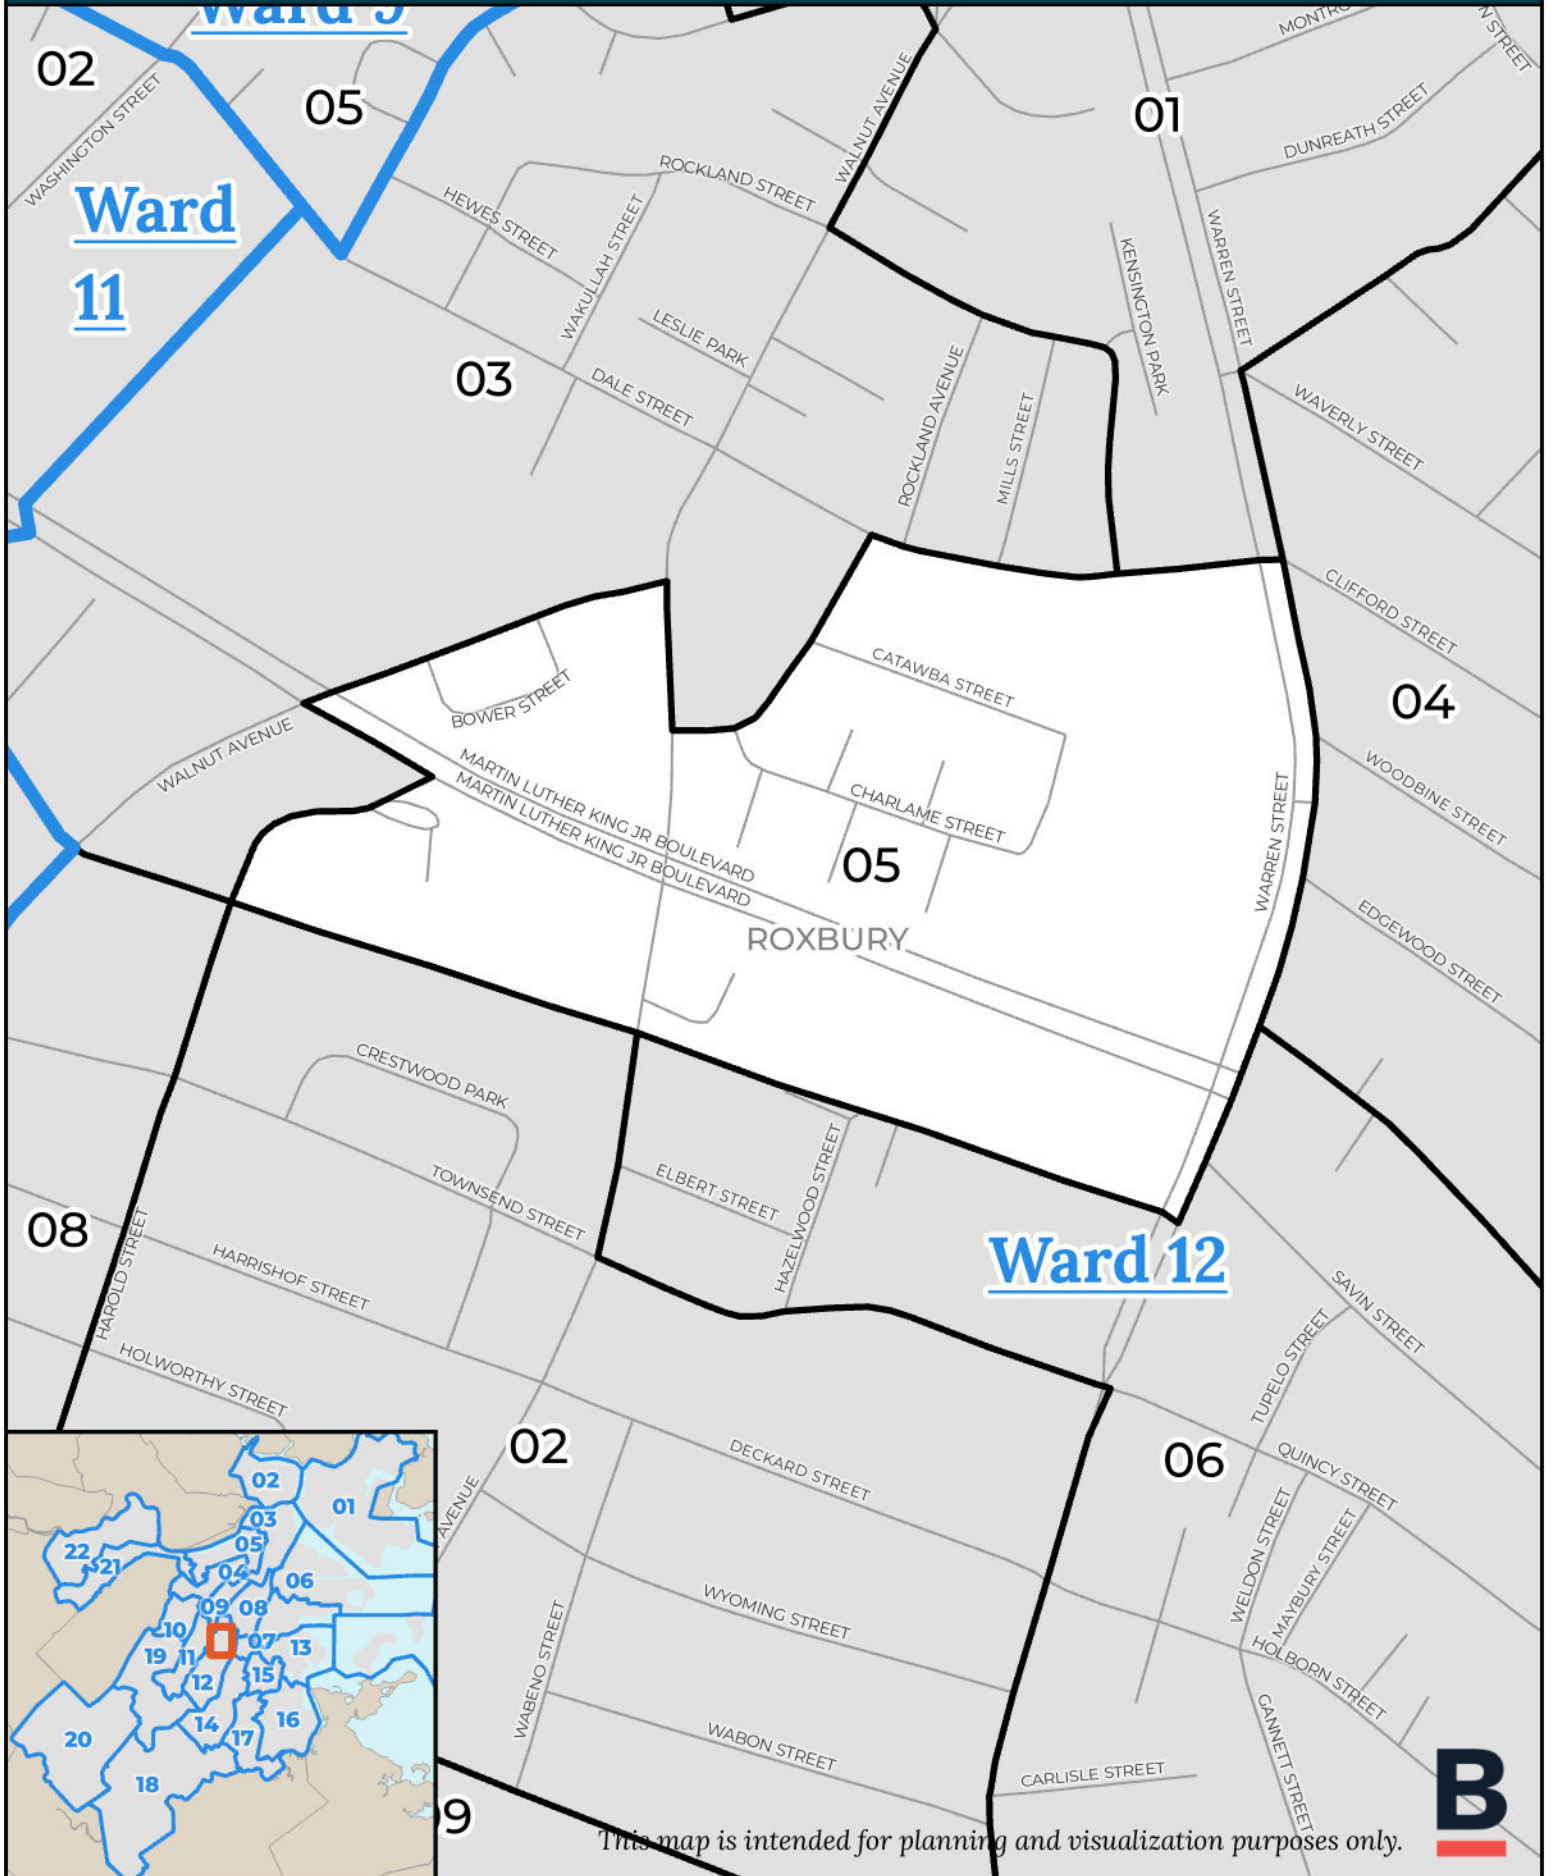 Ward 9
02
05
WASHINGTON STREET
WALNUT AVENUE
01
DUNREATH STREET
Ward
11
HEWES STREET
ROCKLAND STREET
WAKULLAH STREET
LESLIE PARK
KENSINGTON PARK
WARREN STREET
03
DALE STREET
ROCKLAND AVENUE
MILLS STREET
WAVERLY STREET
CLIFFORD STREET
CATAWBA STREET
BOWER STREET
04
WALNUT AVENUE
MARTIN LUTHER KING JR BOULEVARD
MARTIN LUTHER KING JR BOULEVARD
CHARLAME STREET
05
WARREN STREET
WOODBINE STREET
ROXBURY
EDGEWOOD STREET
CRESTWOOD PARK
TOWNSEND STREET
ELBERT STREET
HAZELWOOD STREET
08
HAROLD STREET
HARRISHOF STREET
Ward 12
SAVIN STREET
TUPELO STREET
HOLWORTHY STREET
02
DECKARD STREET
06
QUINCY STREET
AVENUE
WELDON STREET
MAYBURY STREET
WYOMING STREET
WABENO STREET
HOLBORN STREET
WABON STREET
CARLISLE STREET
GANNETT STREET
02
01
03
05
22
21
04
06
09
08
10
07
13
19
11
12
15
14
16
17
20
18
09
B
This map is intended for planning and visualization purposes only.